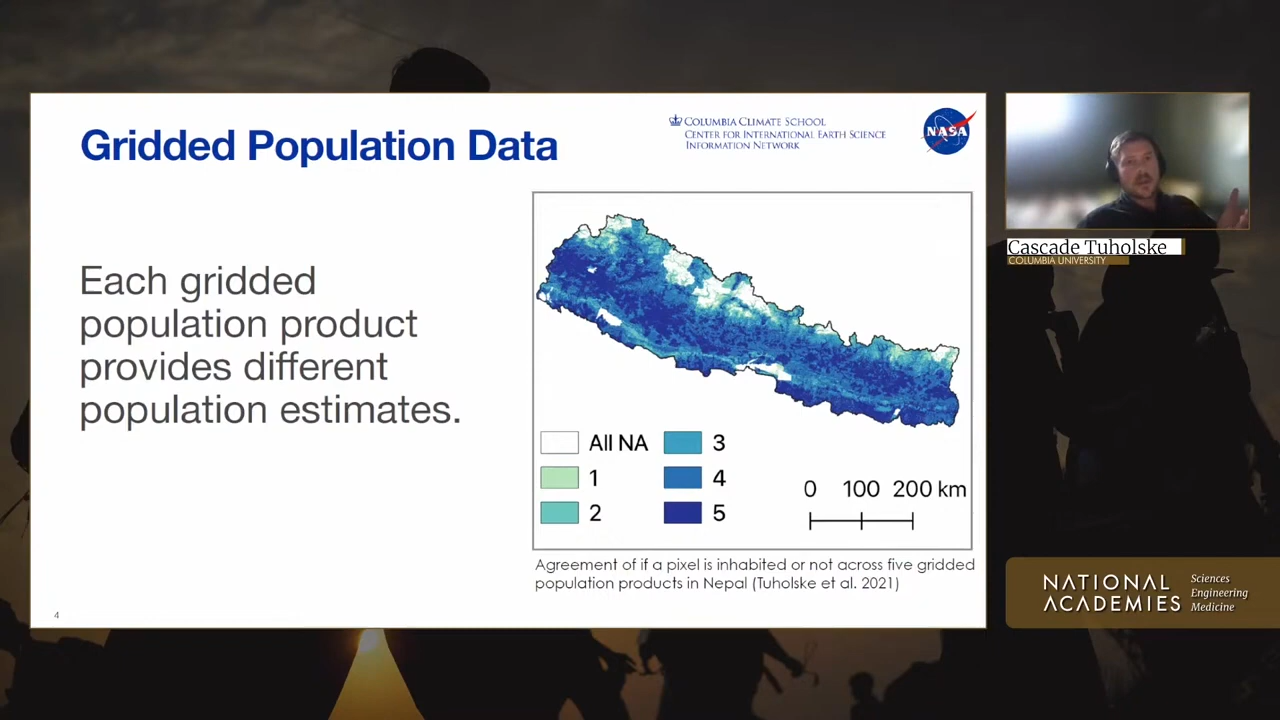 Gridded Population Data
COLUMBIA CLIMATE SCHOOL
CENTER FOR INTERNATIONAL EARTH SCIENCE
INFORMATION NETWORK
NASA
Each gridded
population product
provides different
population estimates.
All NA
1
2
3
4
5
0 100 200 km
Agreement of if a pixel is inhabited or not across five gridded
population products in Nepal (Tuholske et al. 2021)
4
Cascade Tuholske
COLUMBIA UNIVERSITY
NATIONAL
ACADEMIES
Sciences
Engineering
Medicine